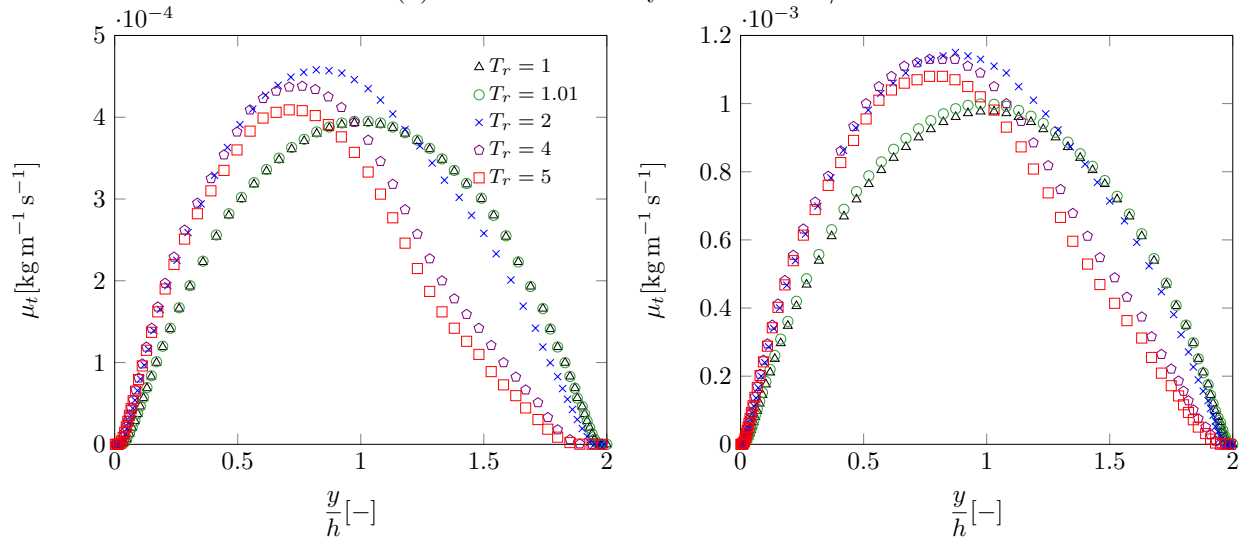 ·10⁻⁴
5
4
3
2
1
0
0 0.5 1 1.5 2
μₜ[kg m⁻¹ s⁻¹]
y/h[−]
Tᵣ = 1
Tᵣ = 1.01
Tᵣ = 2
Tᵣ = 4
Tᵣ = 5
·10⁻³
1.2
1
0.8
0.6
0.4
0.2
0
0 0.5 1 1.5 2
μₜ[kg m⁻¹ s⁻¹]
y/h[−]